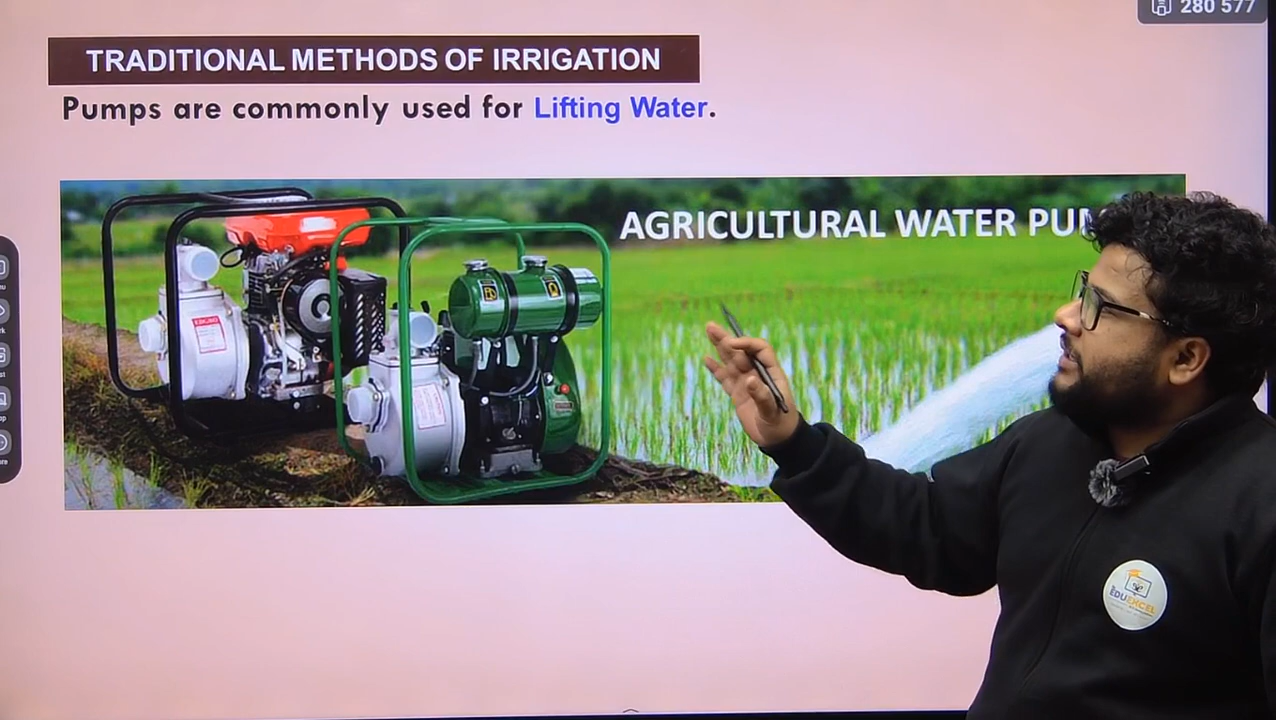 280 577
TRADITIONAL METHODS OF IRRIGATION
Pumps are commonly used for Lifting Water.
AGRICULTURAL WATER PUM
EDUEXCEL